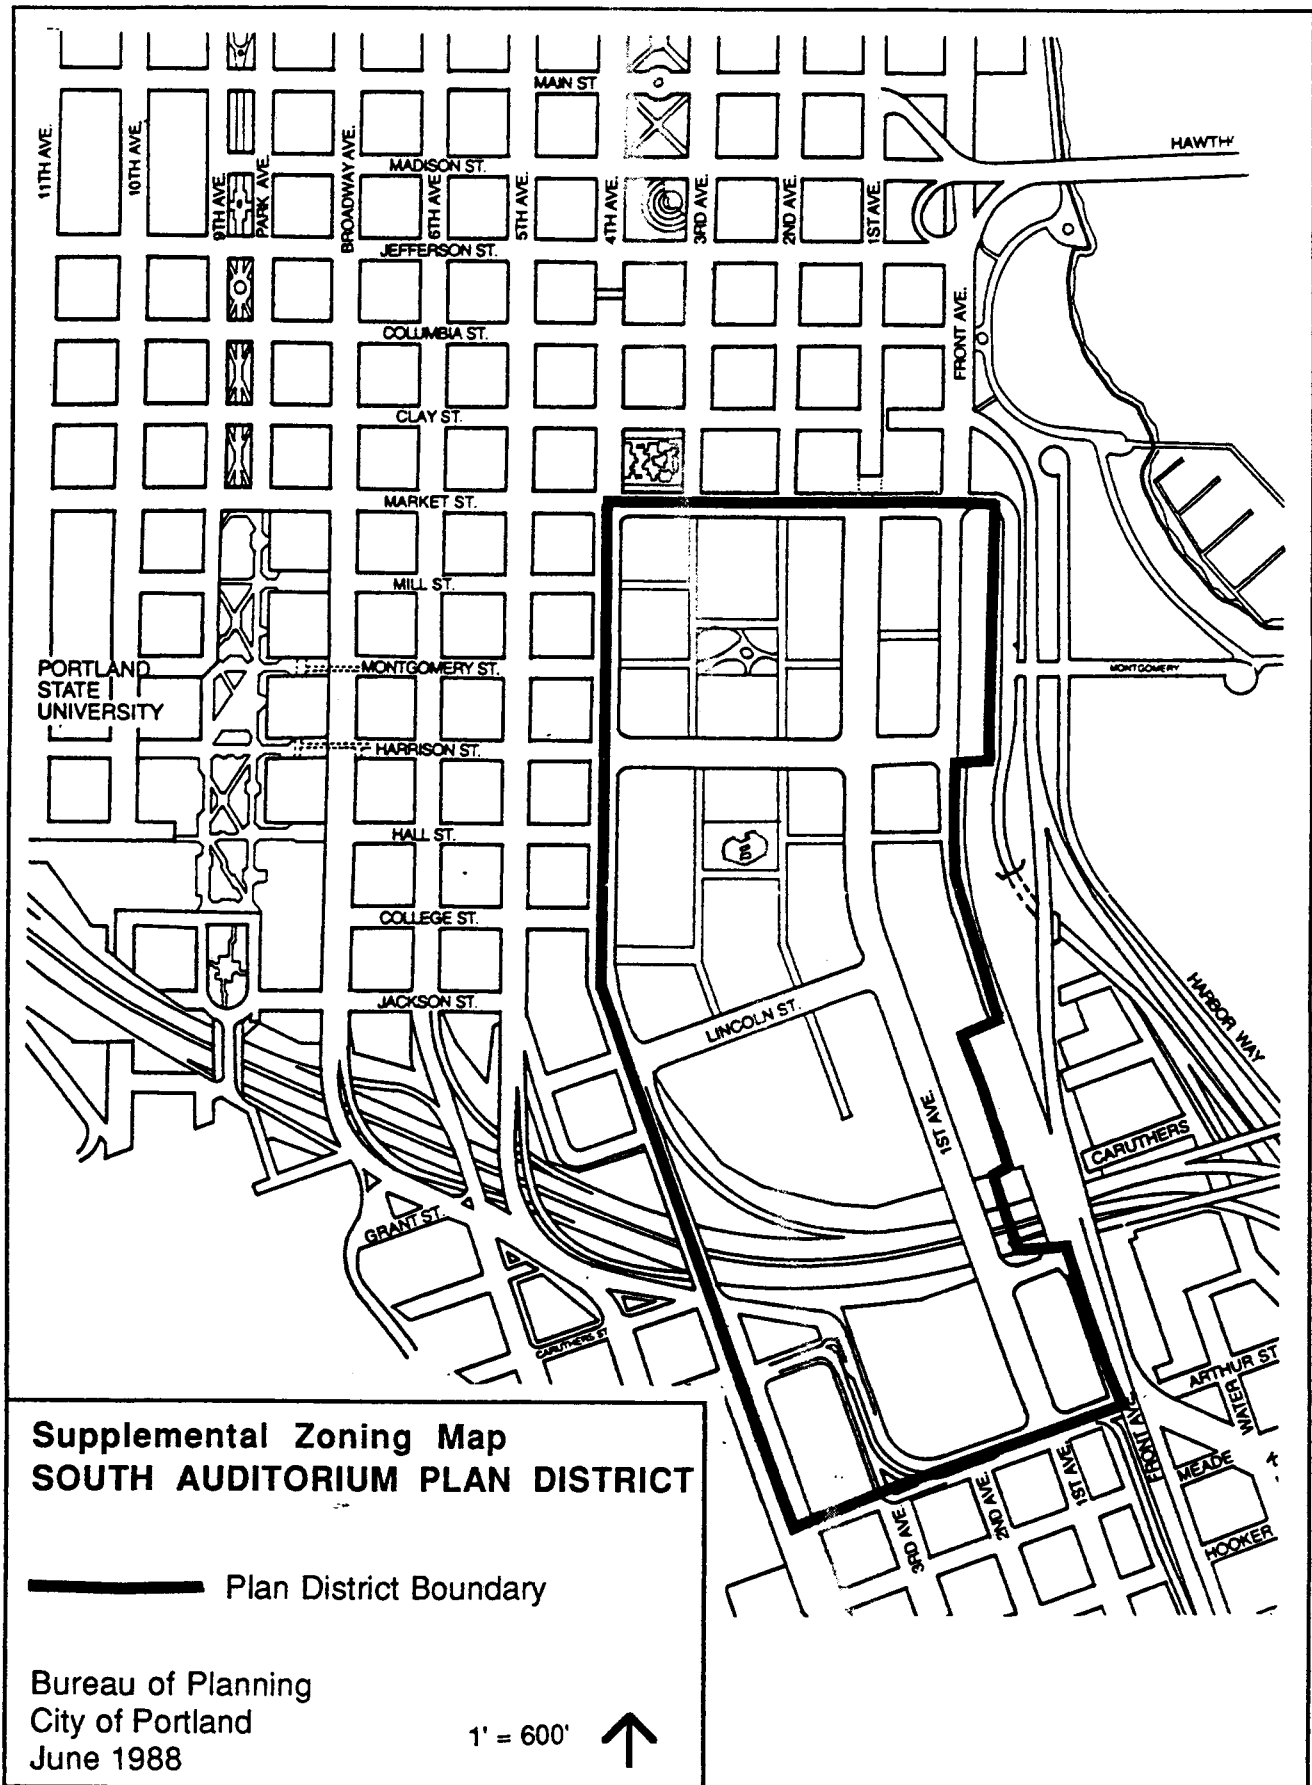 MAIN ST
HAWTH
MADISON ST.
11TH AVE.
10TH AVE.
9TH AVE.
PARK AVE.
BROADWAY AVE.
6TH AVE.
5TH AVE.
4TH AVE.
3RD AVE.
2ND AVE.
1ST AVE.
JEFFERSON ST.
COLUMBIA ST.
FRONT AVE.
CLAY ST.
MARKET ST.
MILL ST.
PORTLAND
STATE
UNIVERSITY
MONTGOMERY ST.
MONTGOMERY
HARRISON ST.
HALL ST.
COLLEGE ST.
JACKSON ST.
LINCOLN ST.
HARBOR WAY
1ST AVE.
CARUTHERS
GRANT ST.
CARUTHERS ST
ARTHUR ST
WATER
FRONT AVE.
MEADE
1ST AVE.
2ND AVE.
3RD AVE.
HOOKER
Supplemental Zoning Map
SOUTH AUDITORIUM PLAN DISTRICT
Plan District Boundary
Bureau of Planning
City of Portland
June 1988
1' = 600'